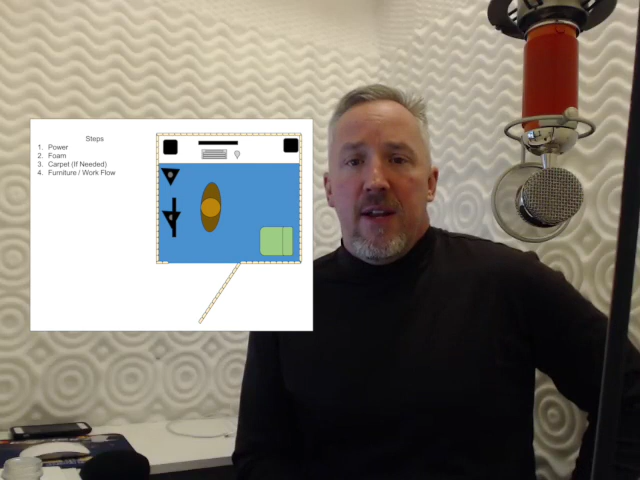 Steps
1. Power
2. Foam
3. Carpet (If Needed)
4. Furniture / Work Flow